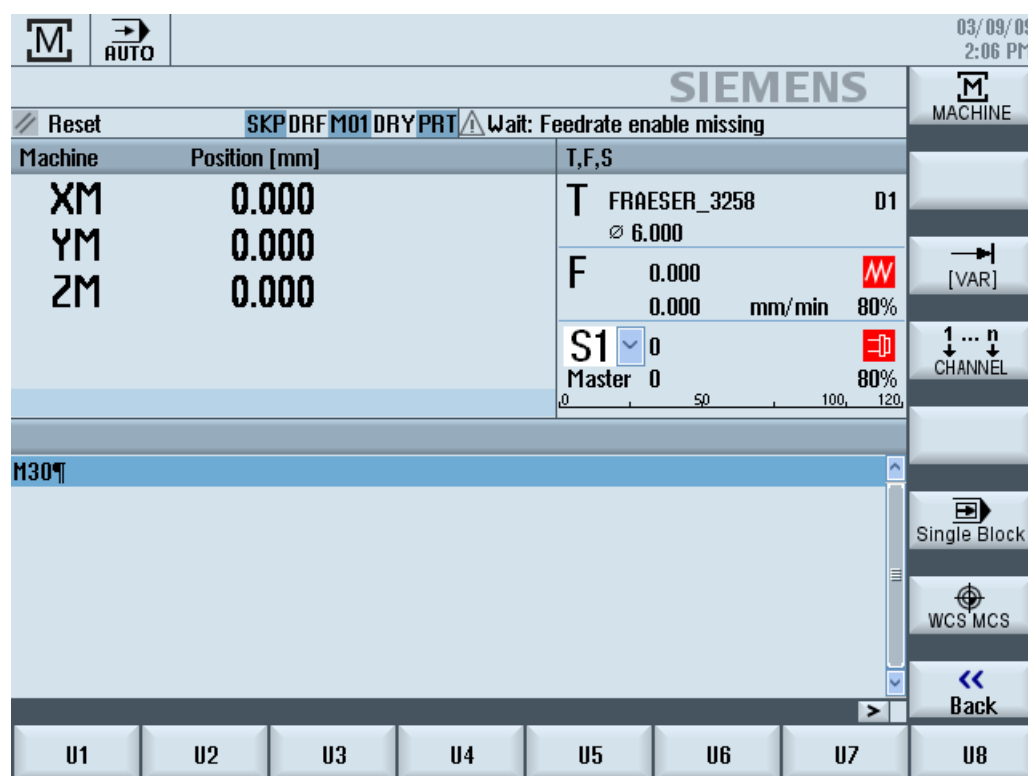 M
AUTO
03/09/0
2:06 PM
SIEMENS
Reset
SKP DRF M01 DRY PRT Wait: Feedrate enable missing
Machine Position [mm]
XM 0.000
YM 0.000
ZM 0.000
T,F,S
T FRAESER_3258 D1
⌀ 6.000
F 0.000
0.000 mm/min 80%
S1 0
Master 0 80%
0 50 100 120
M30¶
M
MACHINE
[VAR]
1 ... n
CHANNEL
Single Block
WCS MCS
<<
Back
>
U1 U2 U3 U4 U5 U6 U7 U8